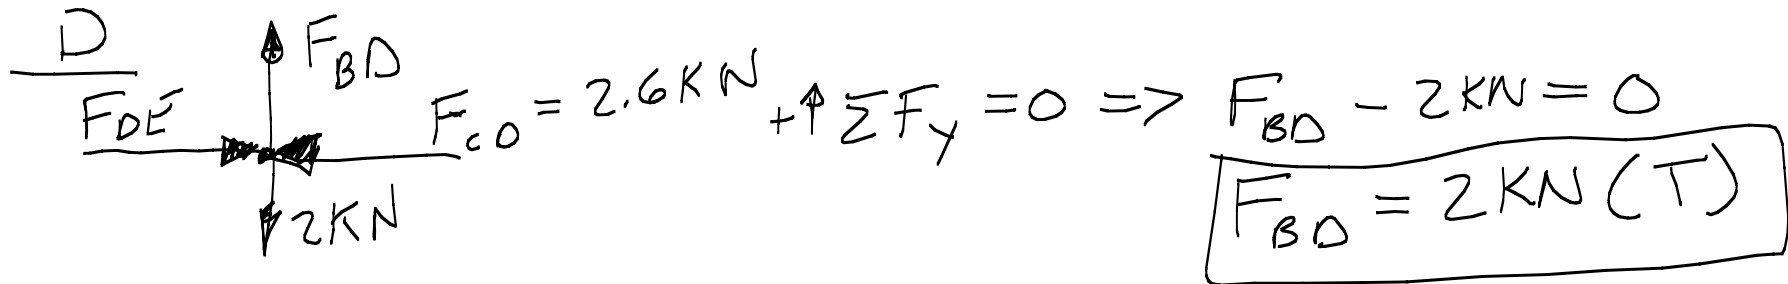 D
F_BD
F_DE
F_CD = 2.6 KN
+↑ ΣF_y = 0 => F_BD - 2KN = 0
2KN
F_BD = 2KN (T)